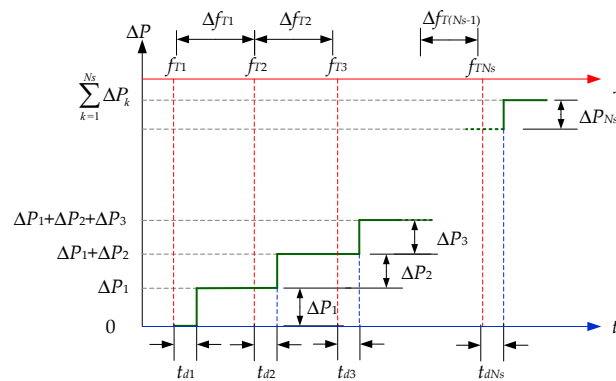 Δf_T1 Δf_T2 Δf_T(Ns-1)
ΔP
f_T1 f_T2 f_T3 f_TNs
Ns
∑ ΔP_k
k=1
ΔP_Ns
ΔP1+ΔP2+ΔP3
ΔP3
ΔP1+ΔP2
ΔP2
ΔP1
ΔP1
0 t
t_d1 t_d2 t_d3 t_dNs